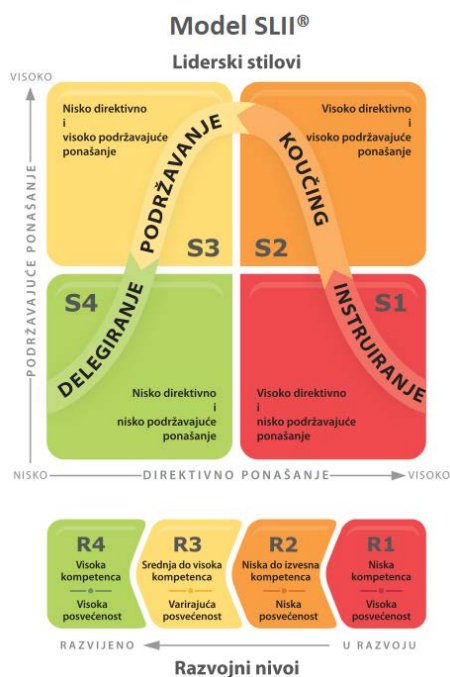 Model SLII®
Liderski stilovi
VISOKO
PODRŽAVAJUĆE PONAŠANJE
Nisko direktivno
i
visoko podržavajuće
ponašanje
Visoko direktivno
i
visoko podržavajuće
ponašanje
PODRŽAVANJE
KOUČING
S3
S2
S4
S1
DELEGIRANJE
INSTRUIRANJE
Nisko direktivno
i
nisko podržavajuće
ponašanje
Visoko direktivno
i
nisko podržavajuće
ponašanje
NISKO
DIREKTIVNO PONAŠANJE
VISOKO
R4
Visoka
kompetenca
Visoka
posvećenost
R3
Srednja do visoka
kompetenca
Varirajuća
posvećenost
R2
Niska do izvesna
kompetenca
Niska
posvećenost
R1
Niska
kompetenca
Visoka
posvećenost
RAZVIJENO
U RAZVOJU
Razvojni nivoi